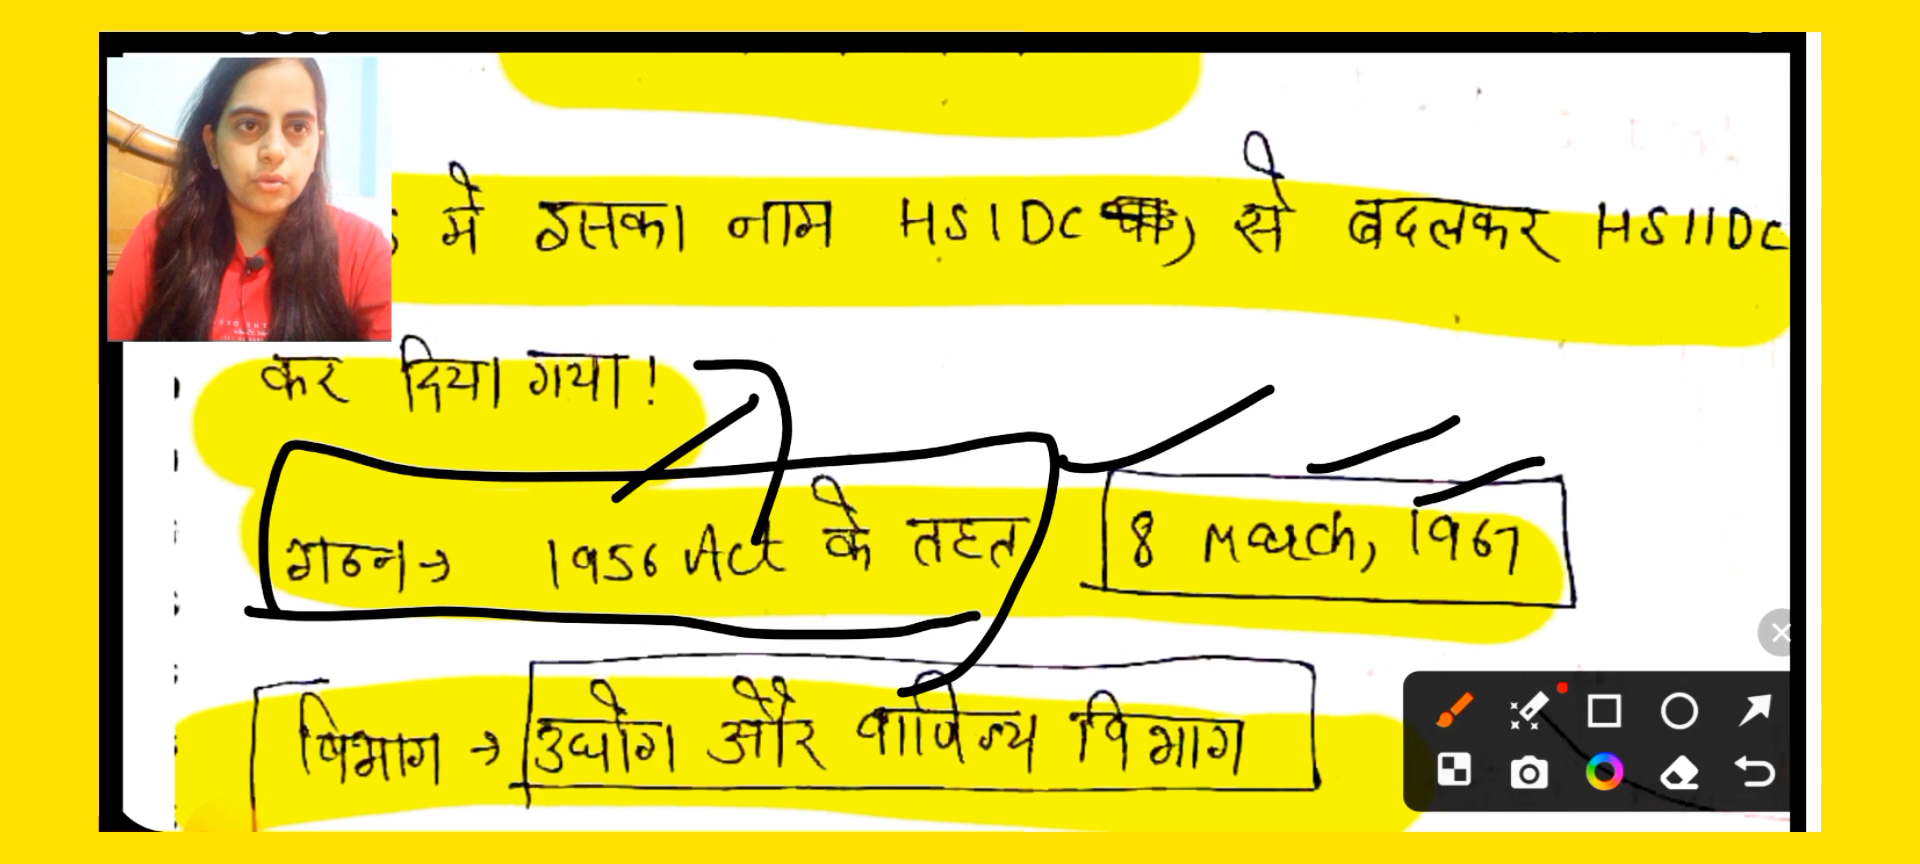 में इसका नाम HSIDC से बदलकर HSIIDC
कर दिया गया!
गठन→ 1956 Act के तहत 8 March, 1967
विभाग → उद्योग और वाणिज्य विभाग